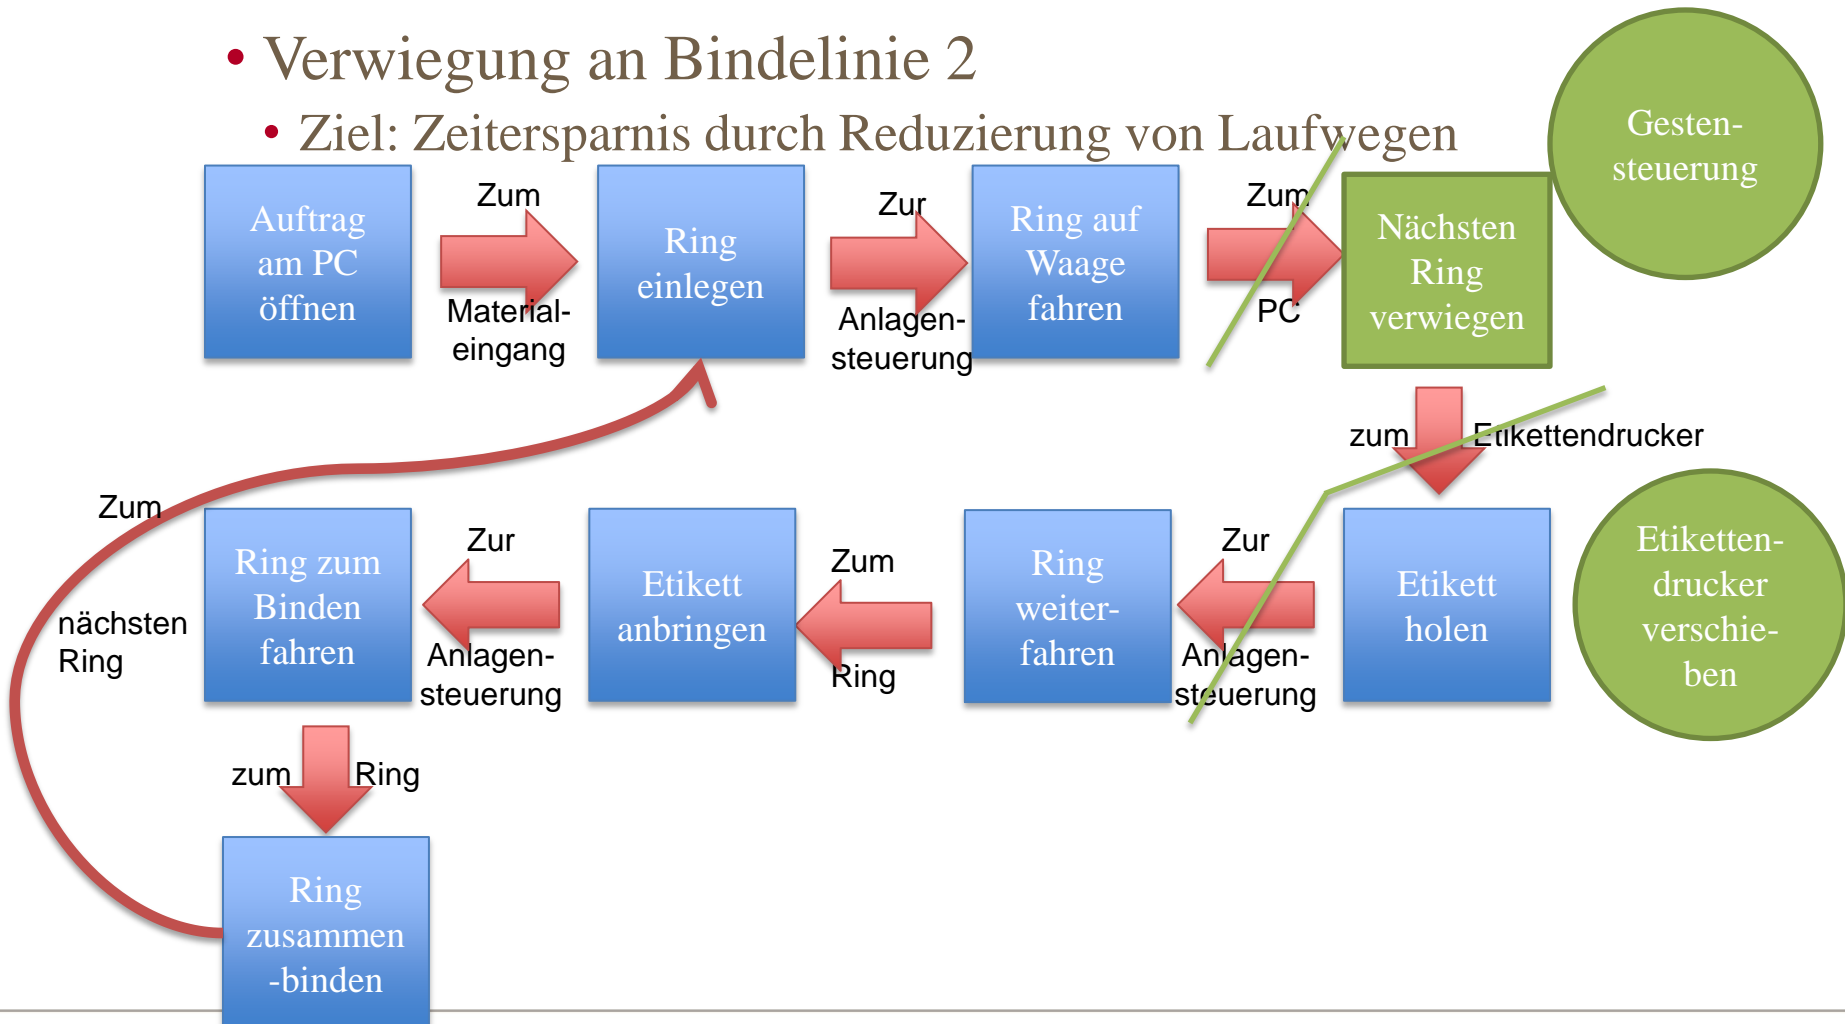 • Verwiegung an Bindelinie 2
• Ziel: Zeitersparnis durch Reduzierung von Laufwegen
Gesten-
steuerung
Auftrag
am PC
öffnen
Zum
Material-
eingang
Ring
einlegen
Zur
Anlagen-
steuerung
Ring auf
Waage
fahren
Zum
PC
Nächsten
Ring
verwiegen
zum Etikettendrucker
Etiketten-
drucker
verschie-
ben
Etikett
holen
Zur
Anlagen-
steuerung
Ring
weiter-
fahren
Zum
Ring
Etikett
anbringen
Zur
Anlagen-
steuerung
Ring zum
Binden
fahren
zum Ring
Ring
zusammen
-binden
Zum
nächsten
Ring